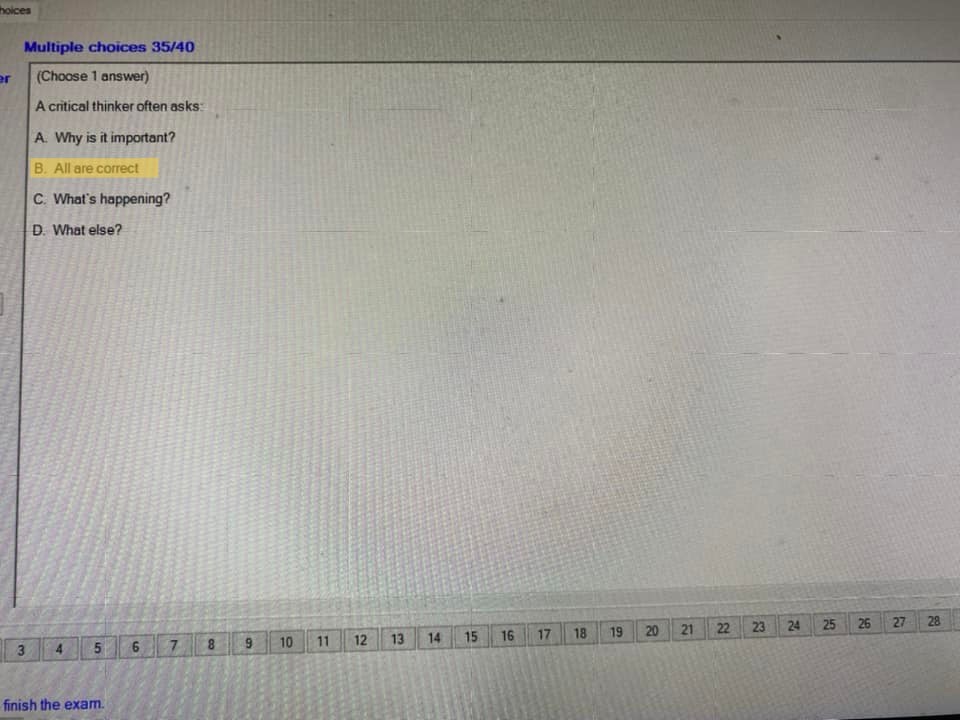 hoices
Multiple choices 35/40
er
(Choose 1 answer)
A critical thinker often asks:
A. Why is it important?
B. All are correct
C. What's happening?
D. What else?
3 4 5 6 7 8 9 10 11 12 13 14 15 16 17 18 19 20 21 22 23 24 25 26 27 28
finish the exam.